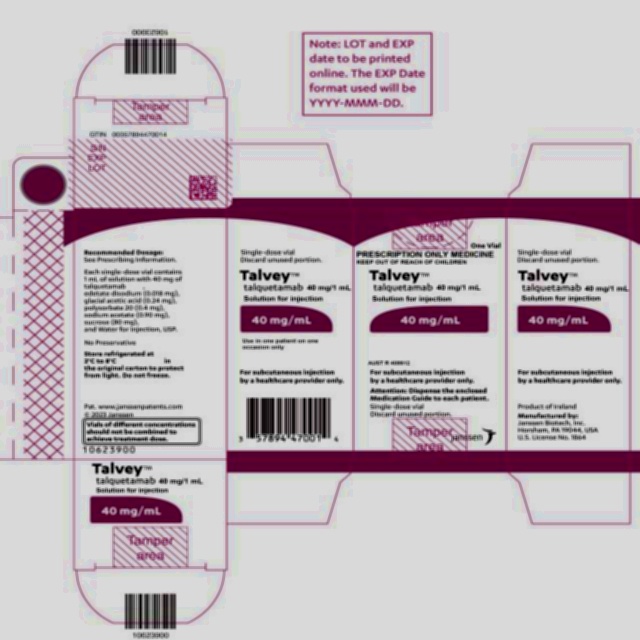 00002901
Note: LOT and EXP
date to be printed
online. The EXP Date
format used will be
YYYY-MMM-DD.
Tamper
area
GTIN
S/N
EXP
LOT
Recommended Dosage:
See Prescribing Information.
Each single-dose vial contains
1 mL of solution with 40 mg of
talquetamab
edetate disodium (0.016 mg),
glacial acetic acid (0.24 mg),
polysorbate 20 (0.4 mg),
sodium acetate (0.90 mg),
sucrose (80 mg),
and Water for Injection, USP.
No Preservative
Store refrigerated at
2°C to 8°C in
the original carton to protect
from light. Do not freeze.
Pat. www.janssenpatents.com
© 2023 Janssen
Vials of different concentrations
should not be combined to
achieve treatment dose.
10623900
Single-dose vial
Discard unused portion.
Talvey™
talquetamab 40 mg/1 mL
Solution for injection
40 mg/mL
Use in one patient on one
occasion only
For subcutaneous injection
by a healthcare provider only.
3 57894 47001 4
Tamper
area
One Vial
PRESCRIPTION ONLY MEDICINE
KEEP OUT OF REACH OF CHILDREN
Talvey™
talquetamab 40 mg/1 mL
Solution for injection
40 mg/mL
AUST R
For subcutaneous injection
by a healthcare provider only.
Attention: Dispense the enclosed
Medication Guide to each patient.
Single-dose vial
Discard unused portion.
Tamper
area
janssen
Single-dose vial
Discard unused portion.
Talvey™
talquetamab 40 mg/1 mL
Solution for injection
40 mg/mL
For subcutaneous injection
by a healthcare provider only.
Product of Ireland
Manufactured by:
Janssen Biotech, Inc.
Horsham, PA 19044, USA
U.S. License No. 1864
Talvey™
talquetamab 40 mg/1 mL
Solution for injection
40 mg/mL
Tamper
area
10623900